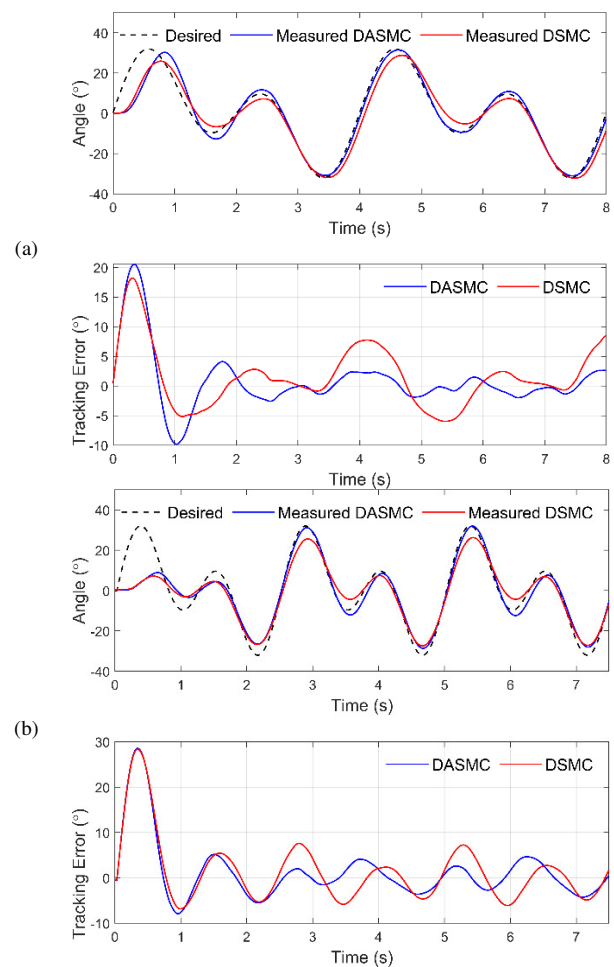 Desired Measured DASMC Measured DSMC
40
20
0
-20
-40
Angle (°)
0 1 2 3 4 5 6 7 8
Time (s)
(a)
DASMC DSMC
20
15
10
5
0
-5
-10
Tracking Error (°)
0 1 2 3 4 5 6 7 8
Time (s)
Desired Measured DASMC Measured DSMC
40
20
0
-20
-40
Angle (°)
0 1 2 3 4 5 6 7
Time (s)
(b)
DASMC DSMC
30
20
10
0
-10
Tracking Error (°)
0 1 2 3 4 5 6 7
Time (s)